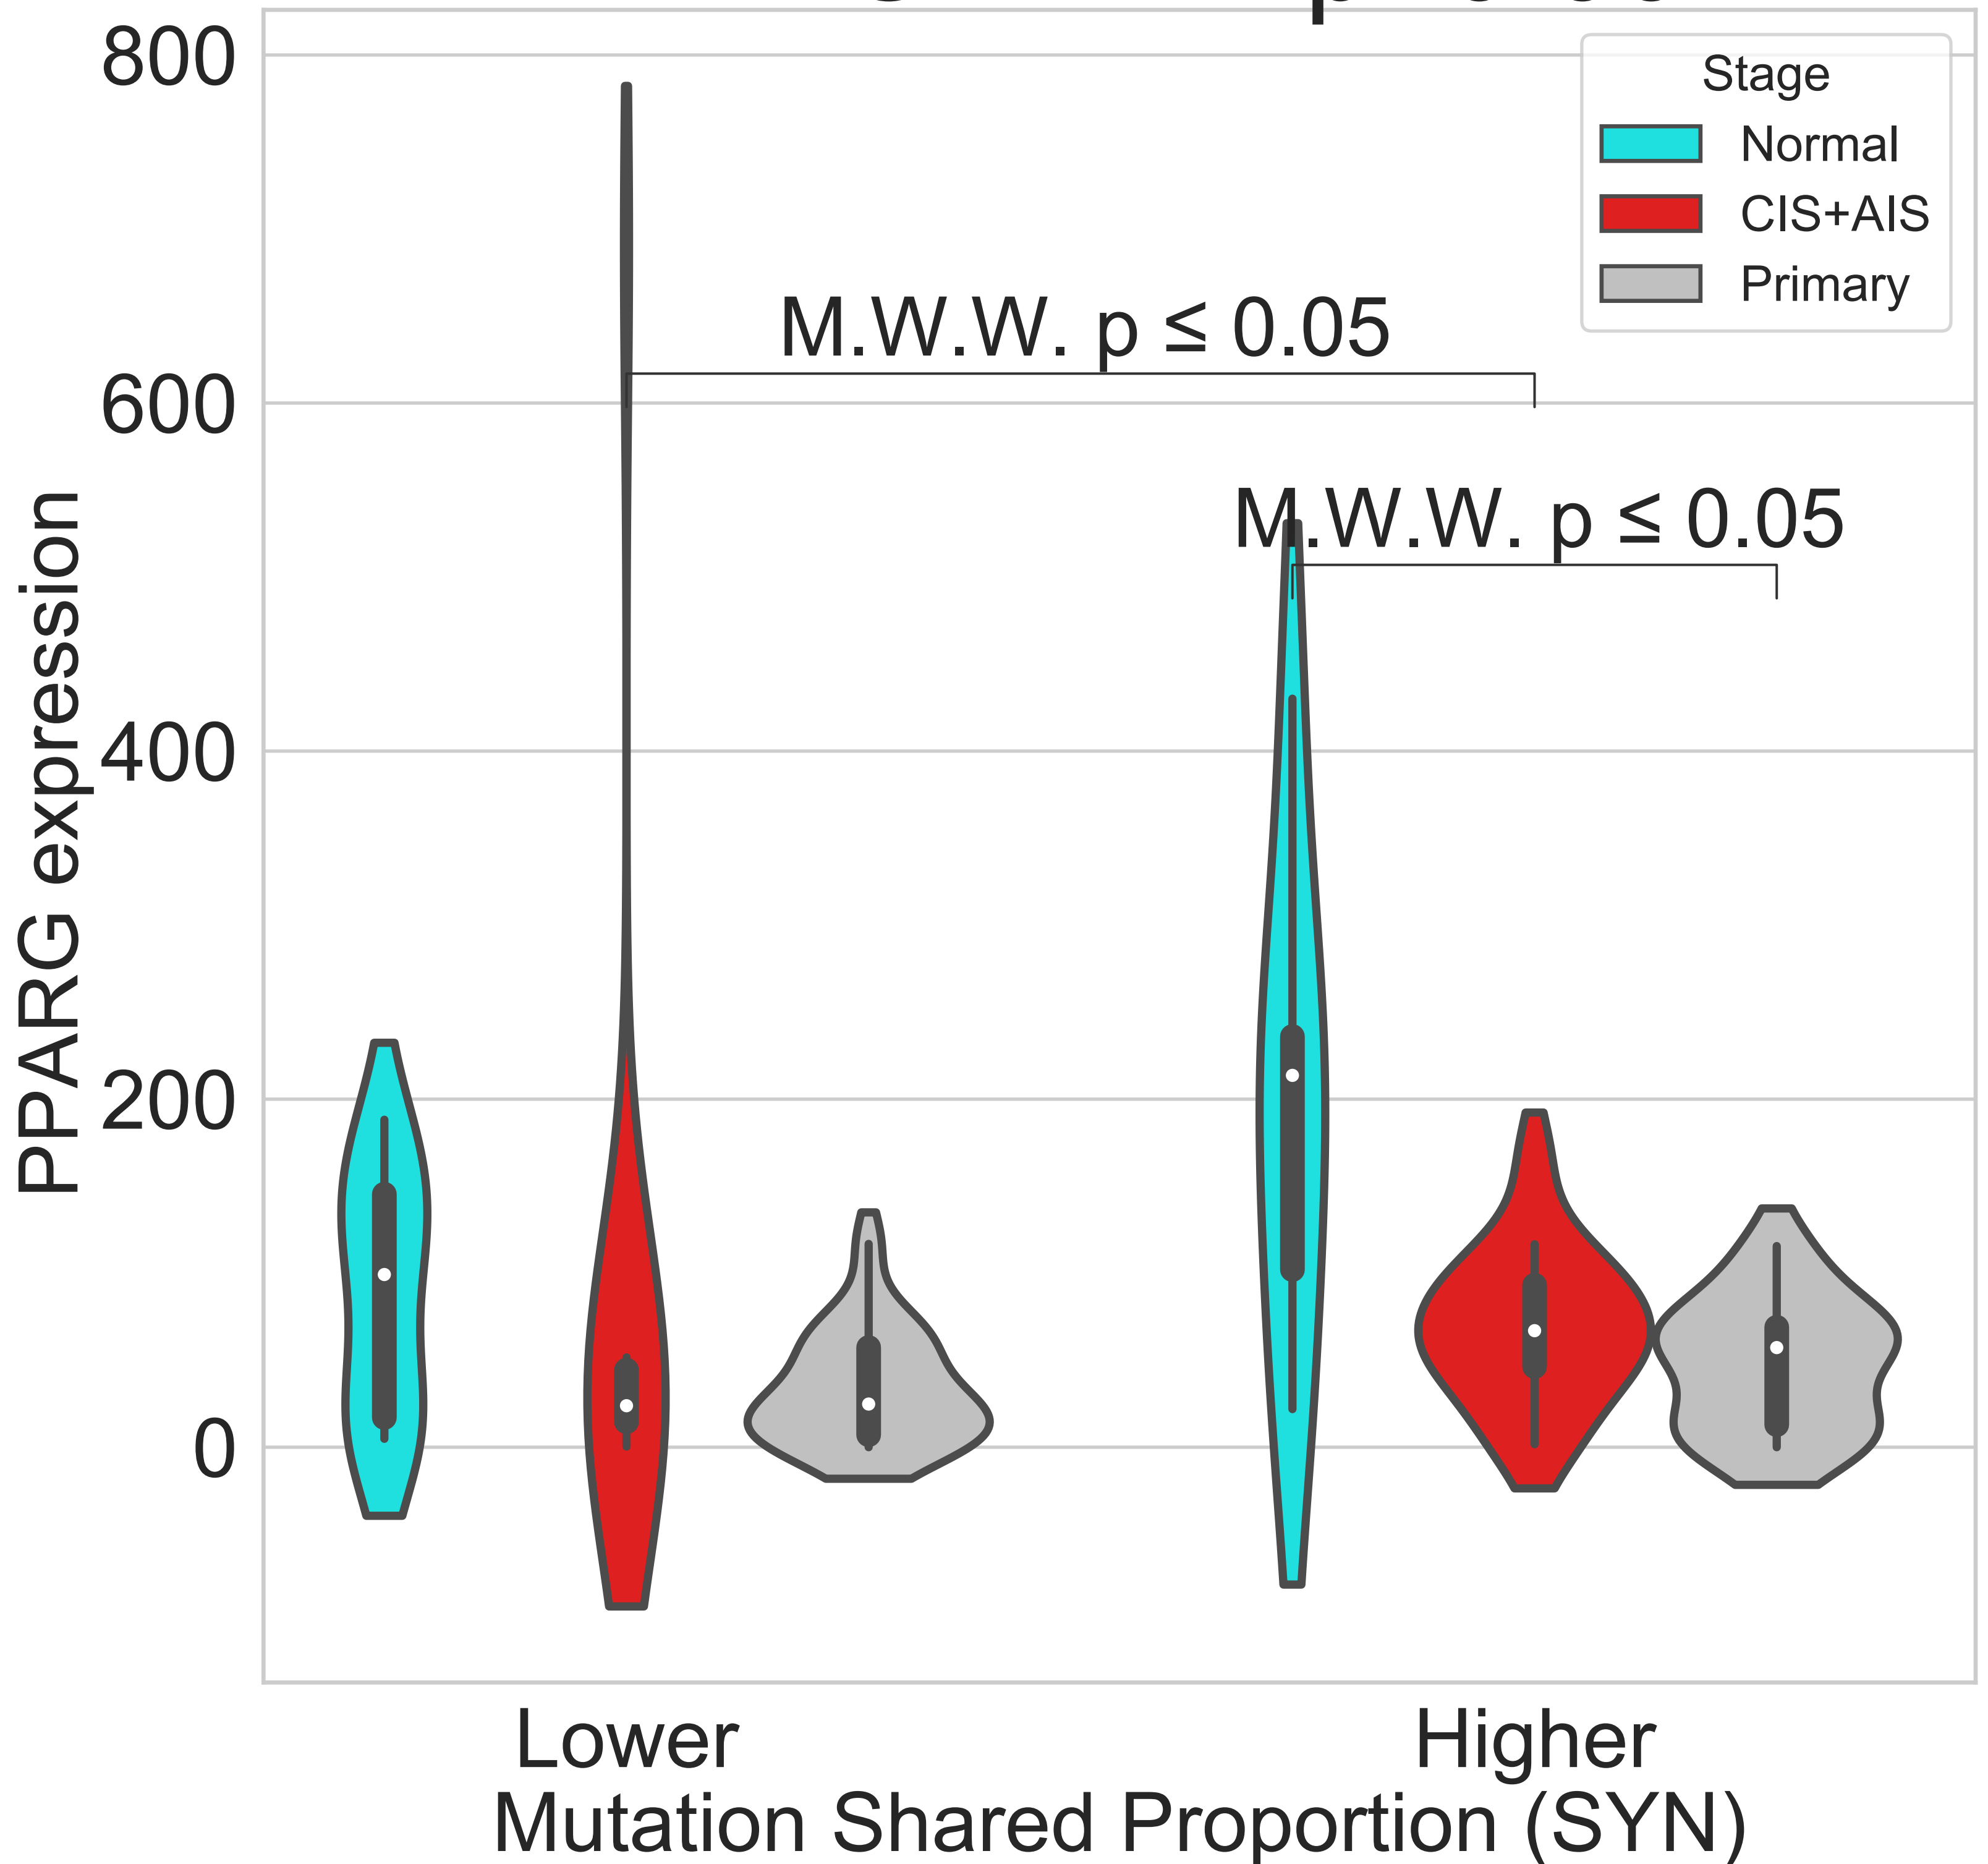 800
600
400
200
0
PPARG expression
Stage
Normal
CIS+AIS
Primary
M.W.W. p ≤ 0.05
M.W.W. p ≤ 0.05
Lower
Higher
Mutation Shared Proportion (SYN)